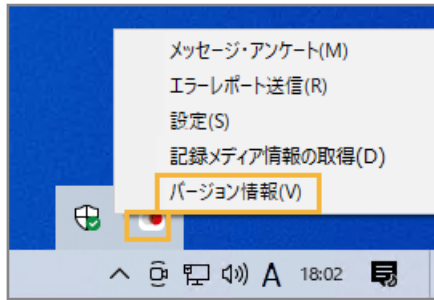 メッセージ・アンケート(M)
エラーレポート送信(R)
設定(S)
記録メディア情報の取得(D)
バージョン情報(V)
A 18:02